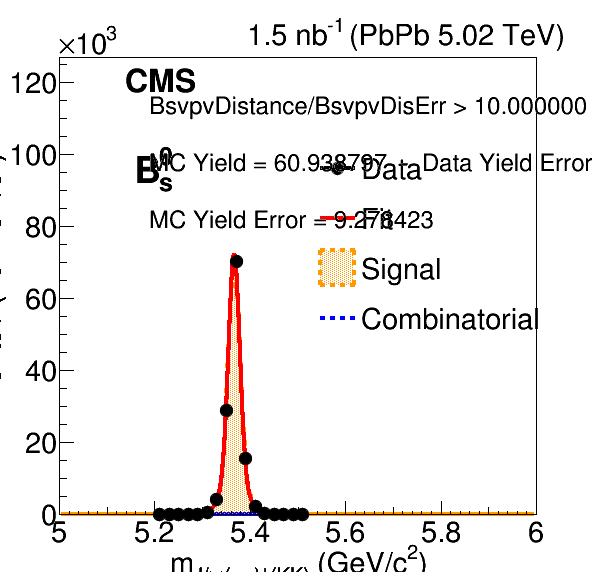 ×10³ 1.5 nb⁻¹ (PbPb 5.02 TeV)
CMS
BsvpvDistance/BsvpvDisErr > 10.000000
MC Yield = 60.938797 - Data Yield Error
B⁰s
Data
MC Yield Error = 9.278423
Fit
Signal
Combinatorial
120
100
80
60
40
20
0
5 5.2 5.4 5.6 5.8 6
m (GeV/c²)